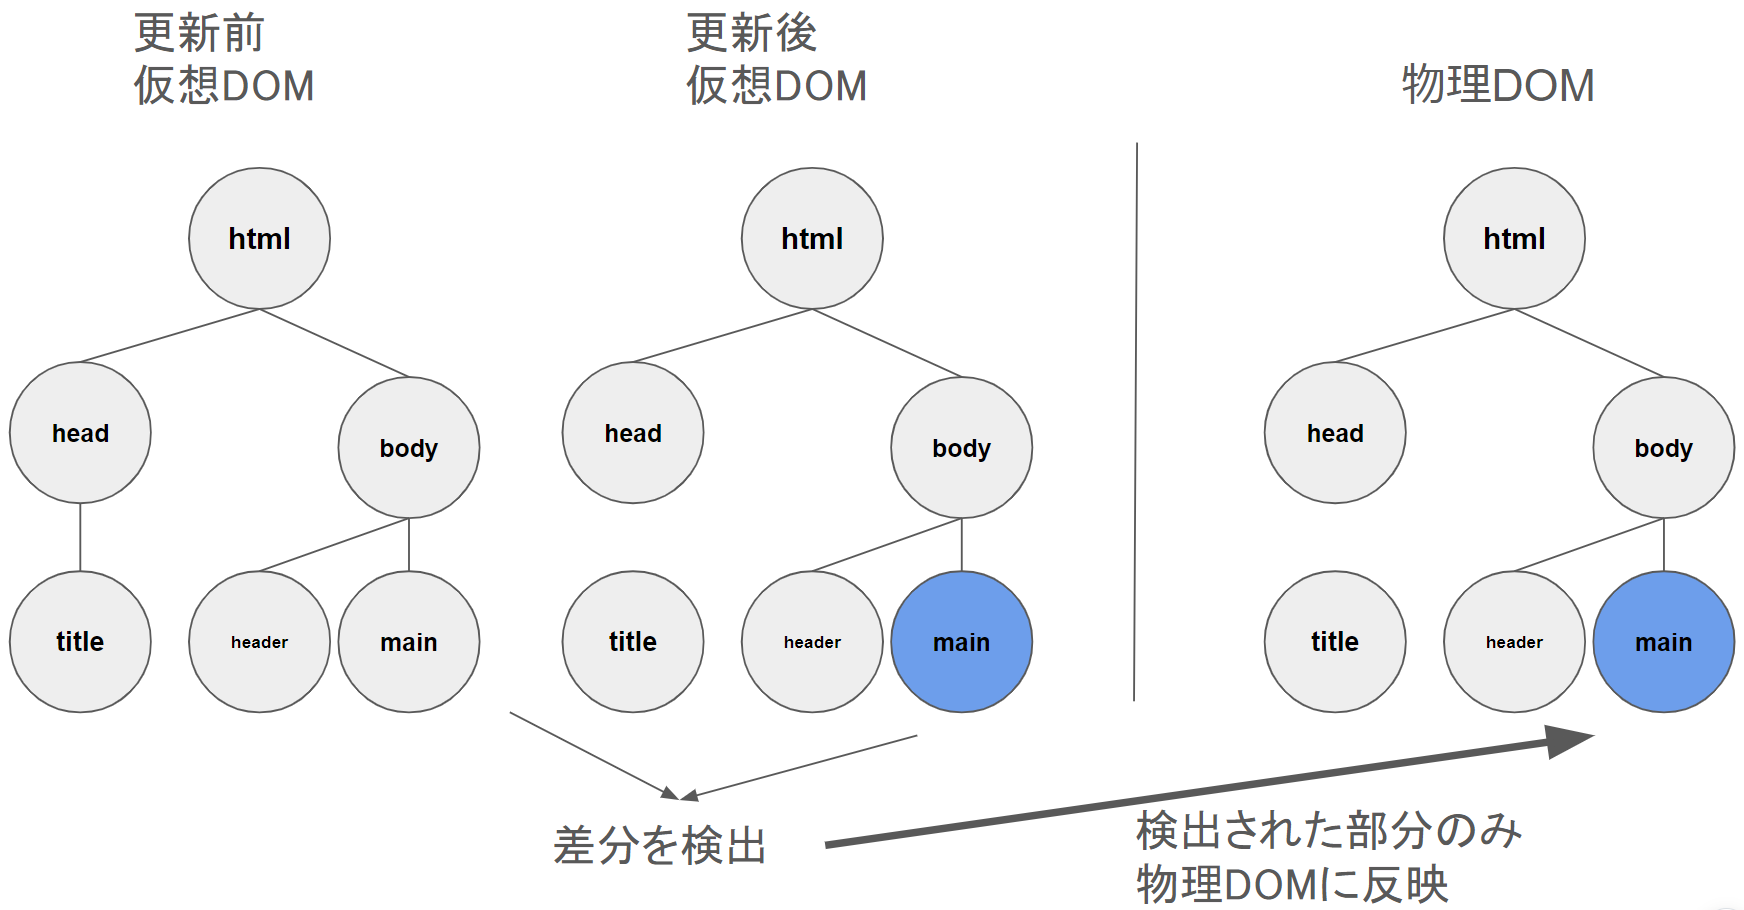 更新前
仮想DOM
更新後
仮想DOM
物理DOM
html
head
body
title
header
main
html
head
body
title
header
main
html
head
body
title
header
main
差分を検出
検出された部分のみ
物理DOMに反映